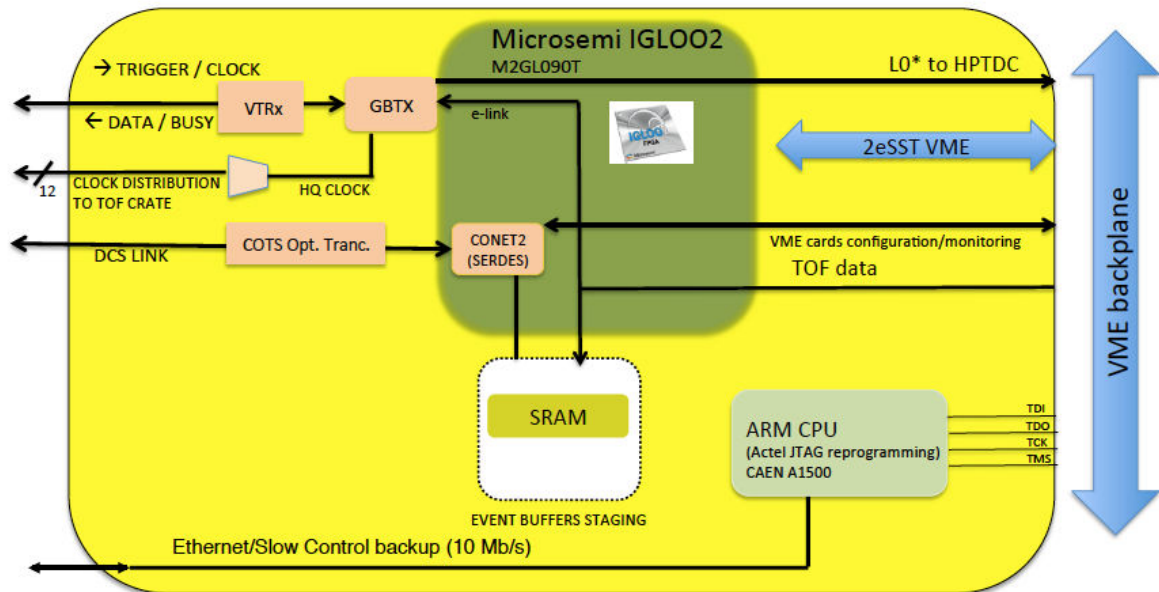 Microsemi IGLOO2
M2GL090T
→ TRIGGER / CLOCK
L0* to HPTDC
VTRx
GBTX
← DATA / BUSY
e-link
IGLOO
FPGA
2eSST VME
12
CLOCK DISTRIBUTION
TO TOF CRATE
HQ CLOCK
COTS Opt. Tranc.
DCS LINK
CONET2
(SERDES)
VME cards configuration/monitoring
TOF data
VME backplane
SRAM
EVENT BUFFERS STAGING
ARM CPU
(Actel JTAG reprogramming)
CAEN A1500
TDI
TDO
TCK
TMS
Ethernet/Slow Control backup (10 Mb/s)